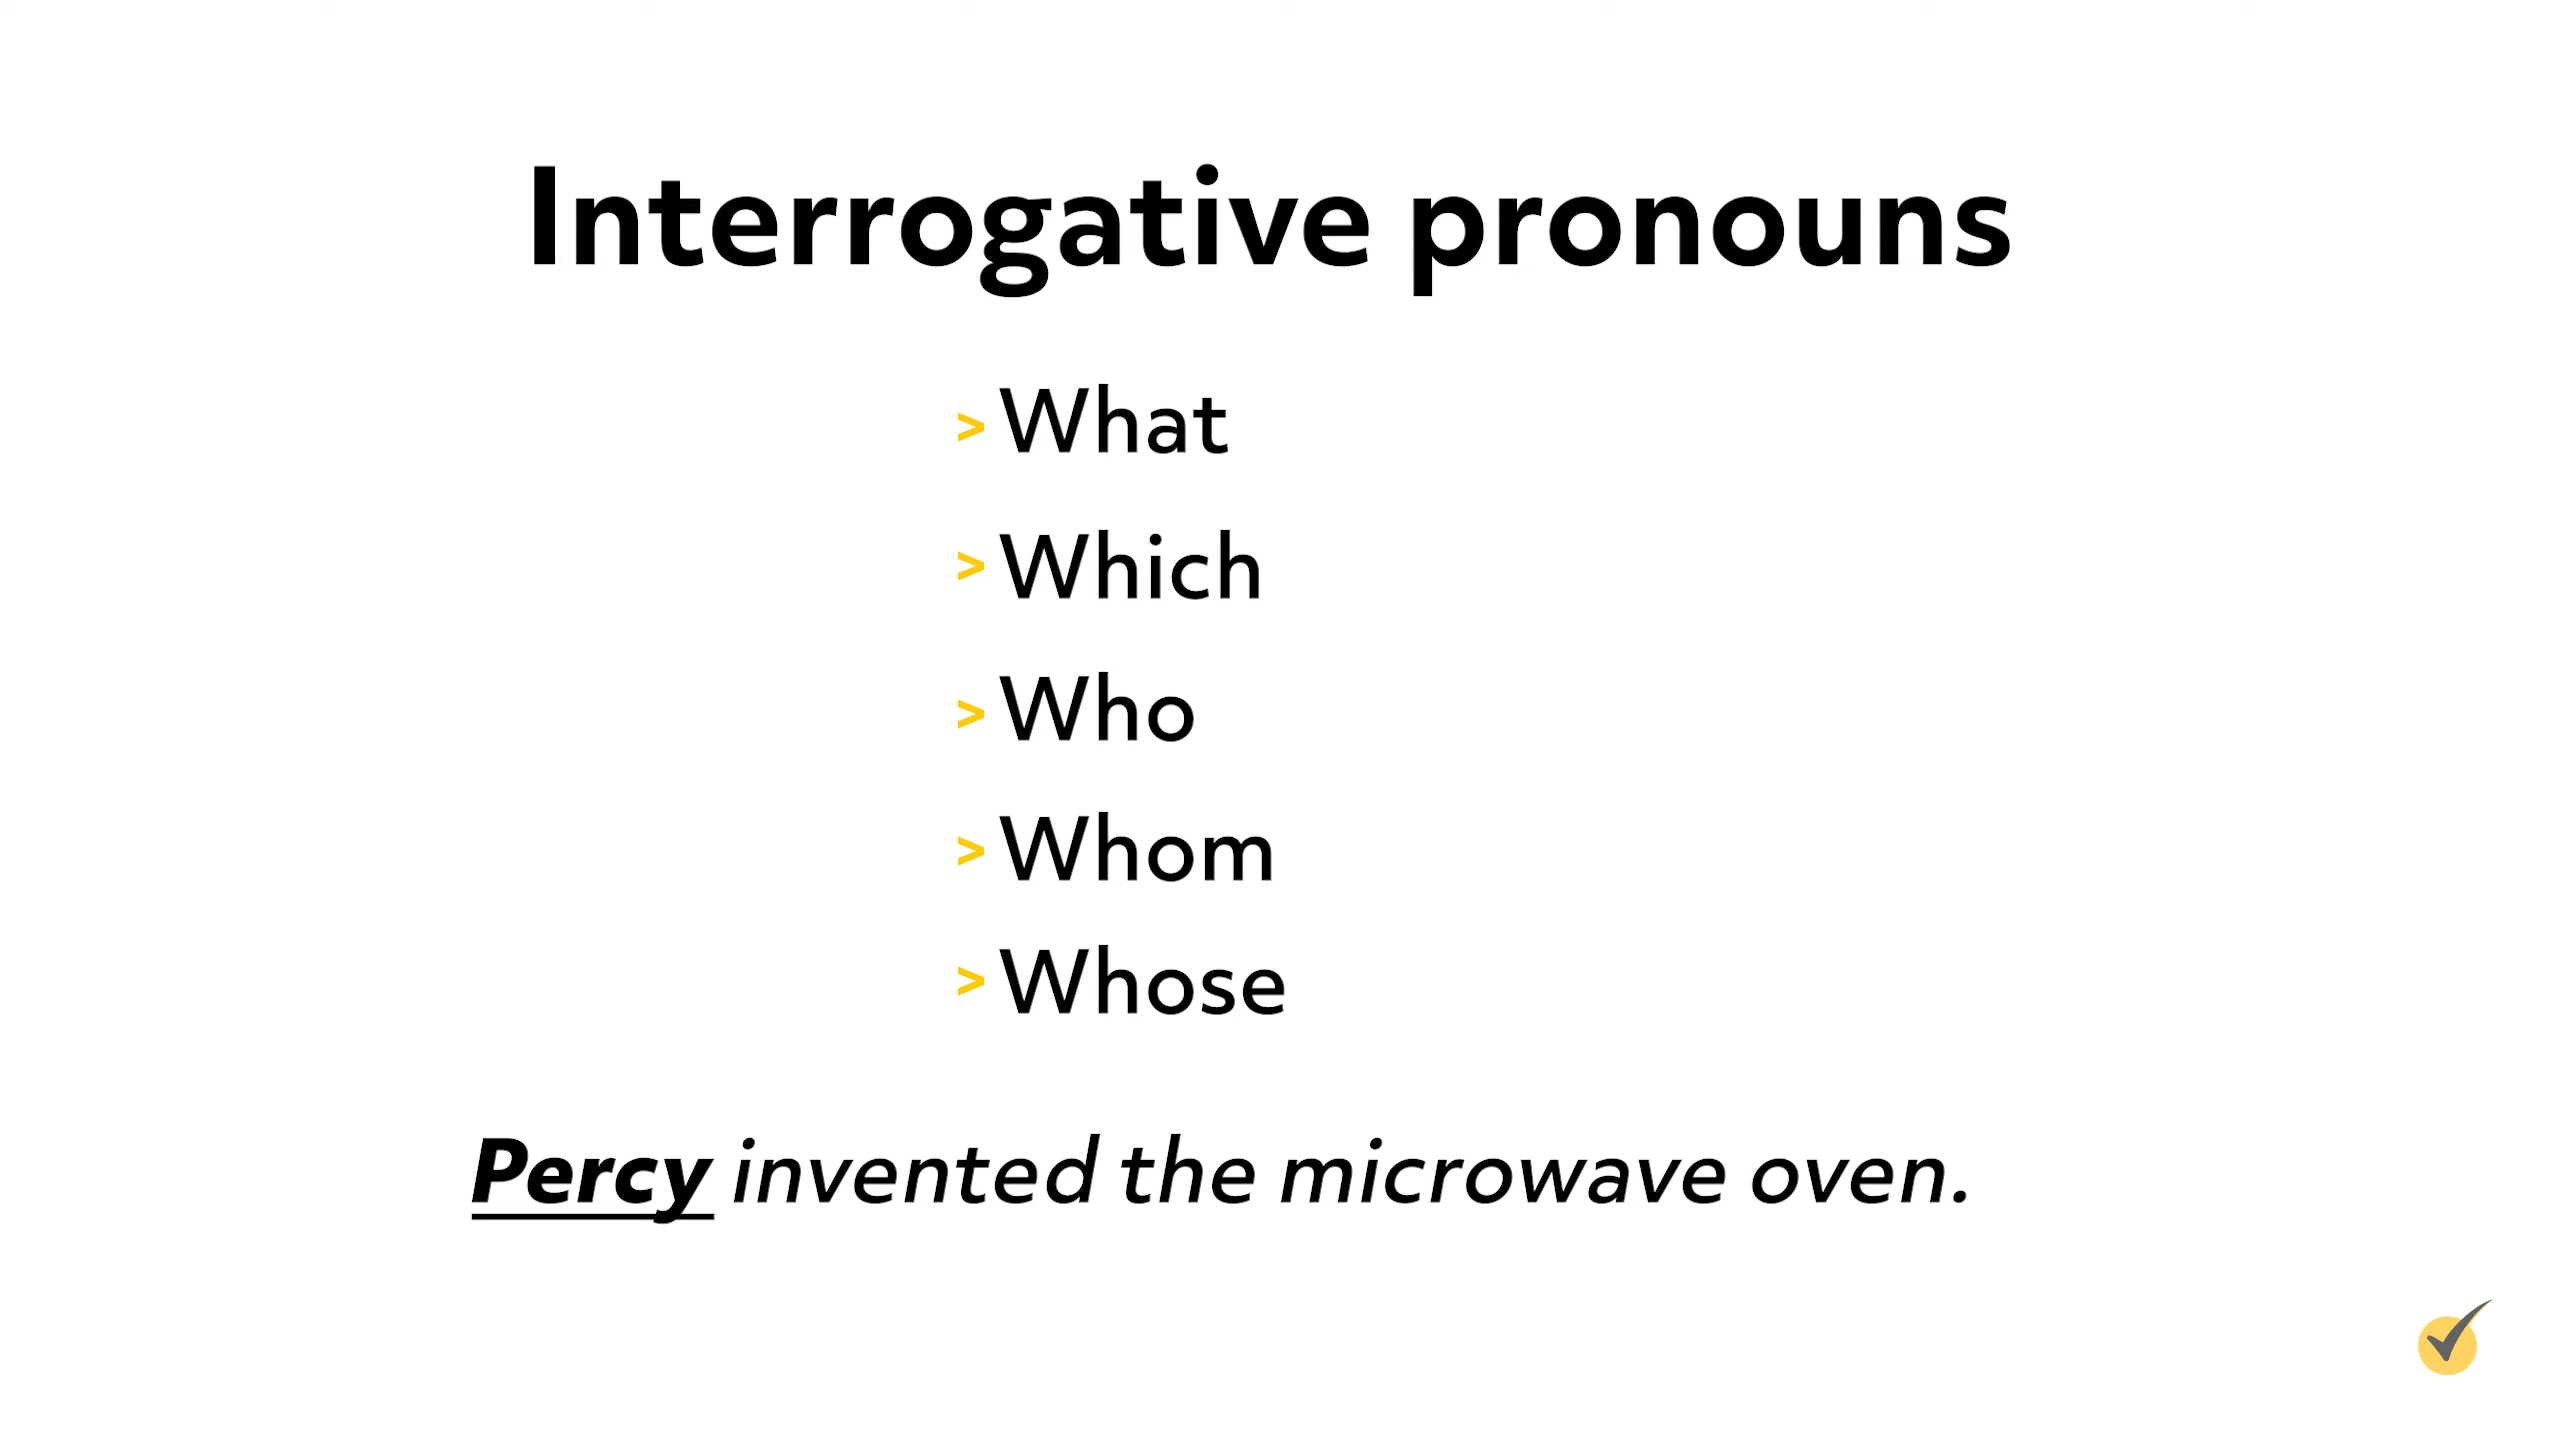 Interrogative pronouns
> What
> Which
> Who
> Whom
> Whose
Percy invented the microwave oven.